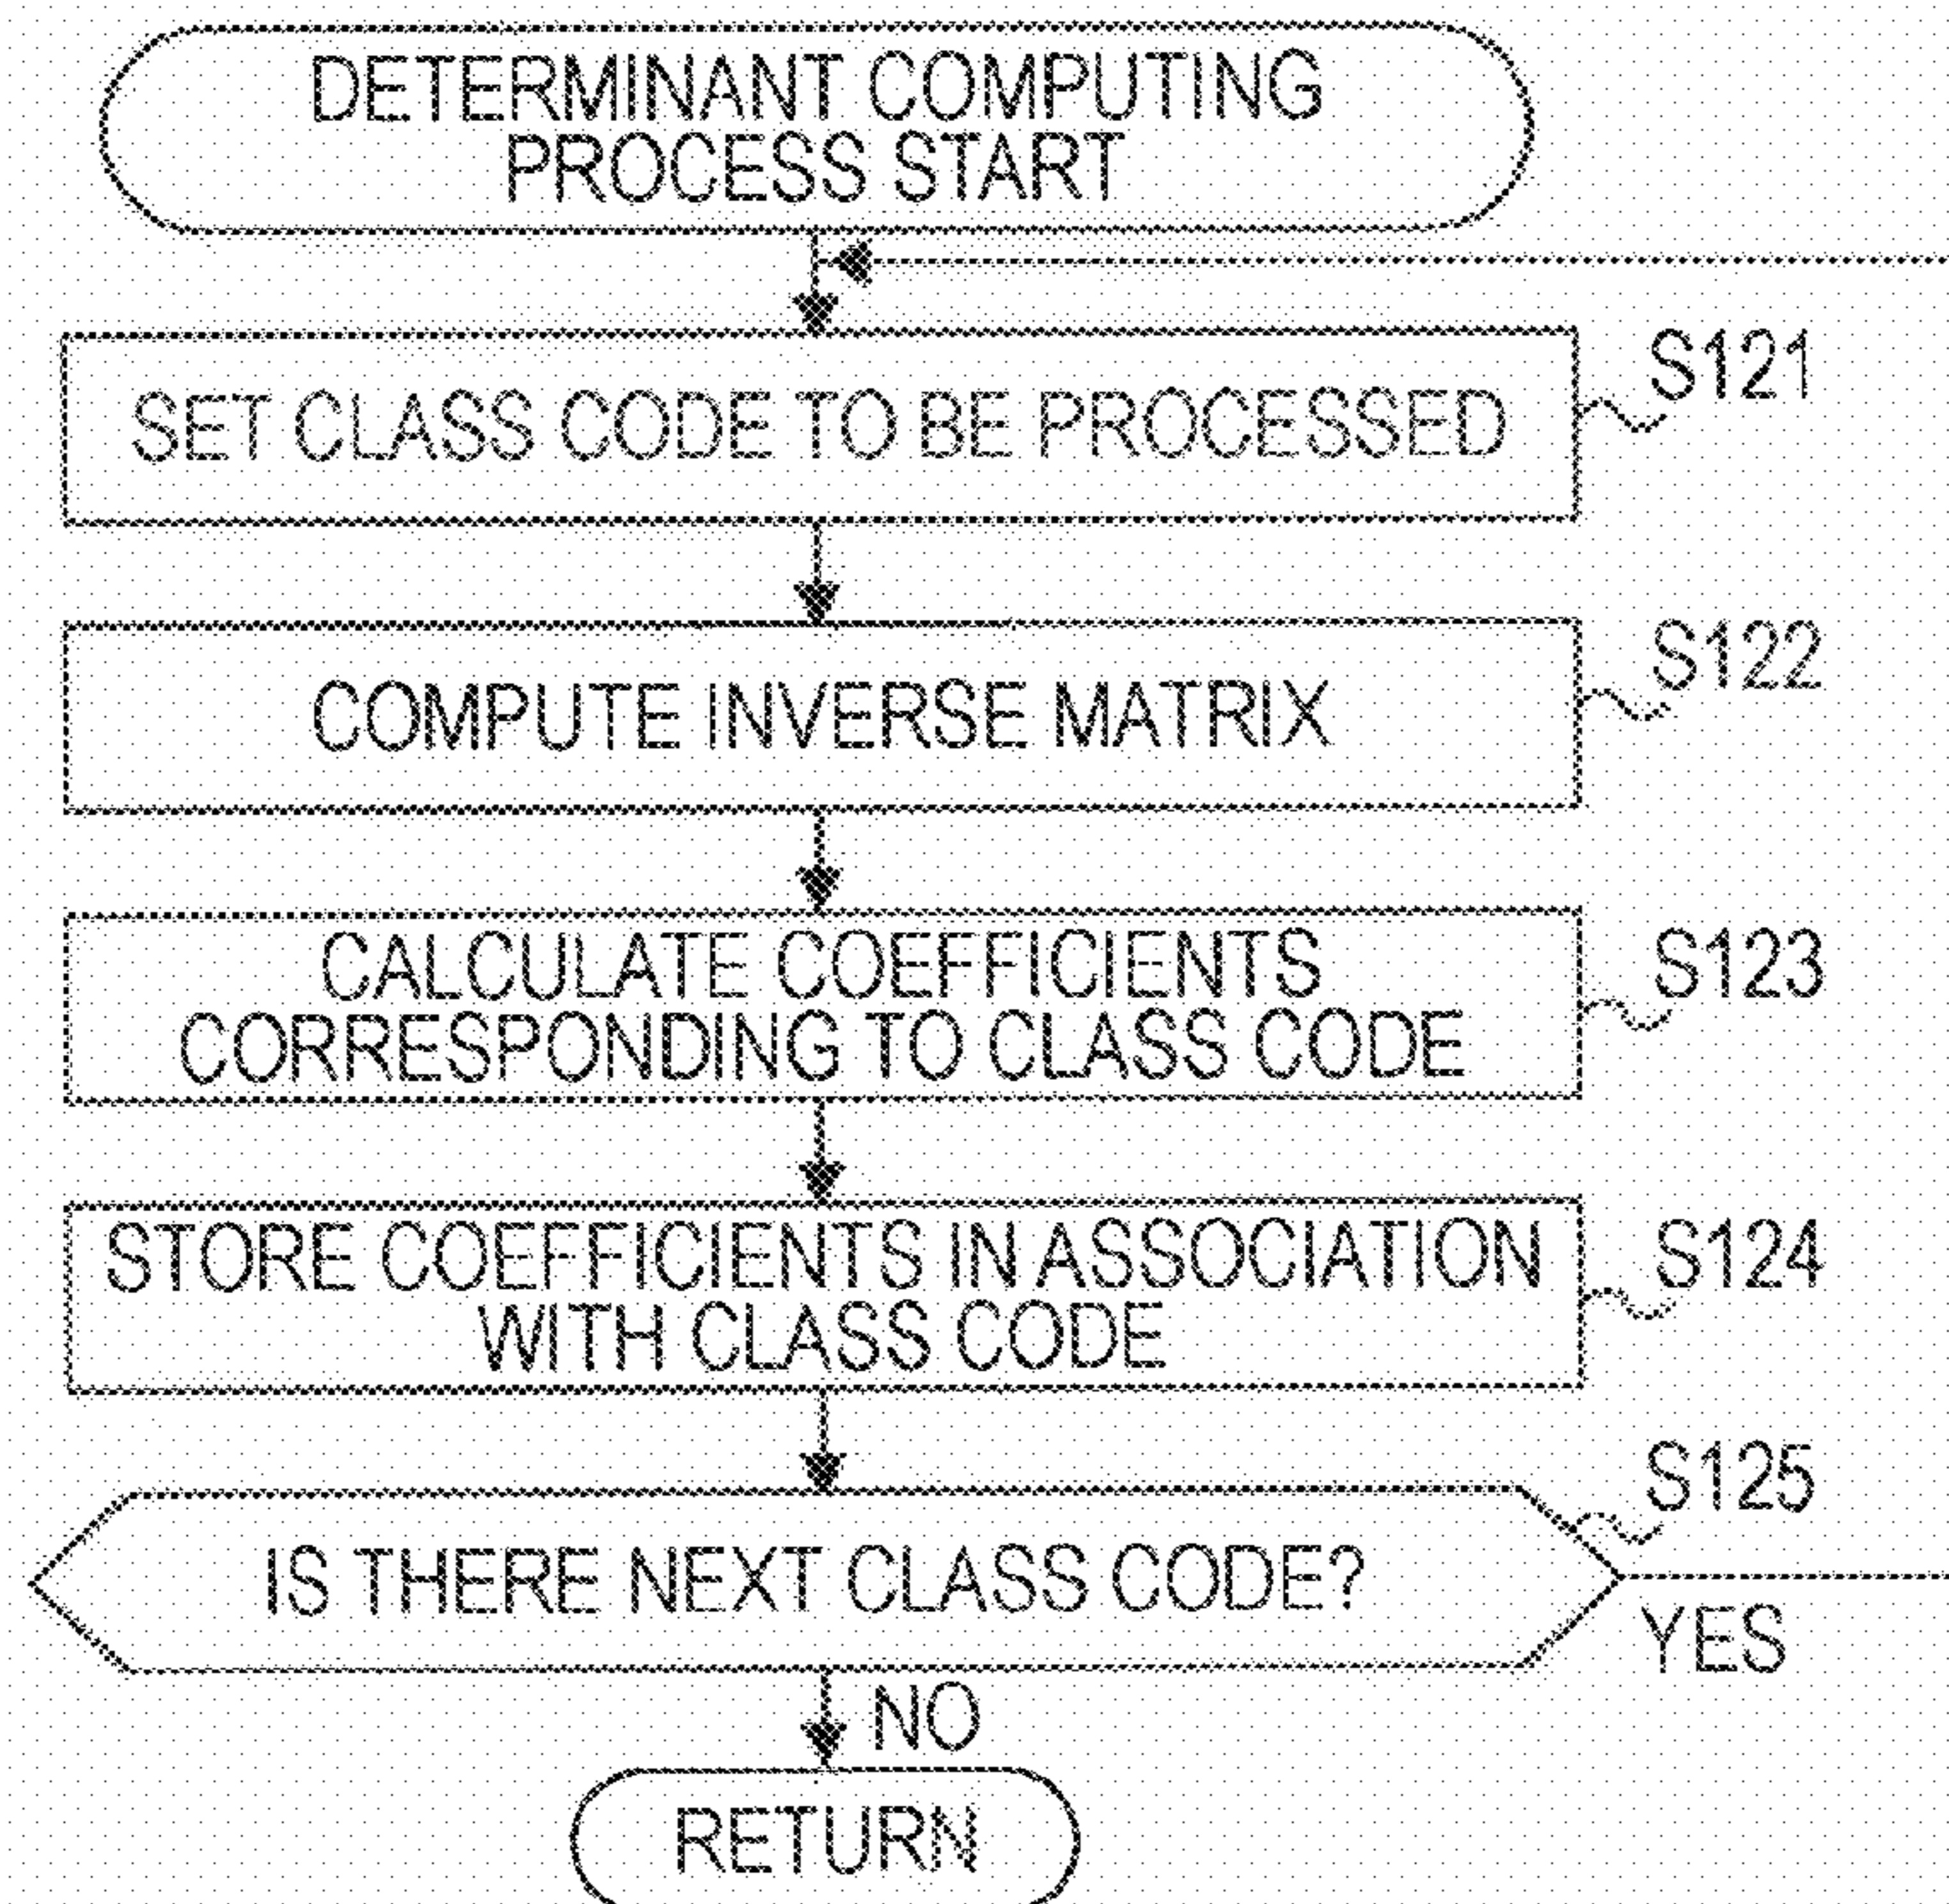 DETERMINANT COMPUTING
PROCESS START
SET CLASS CODE TO BE PROCESSED
S121
COMPUTE INVERSE MATRIX
S122
CALCULATE COEFFICIENTS
CORRESPONDING TO CLASS CODE
S123
STORE COEFFICIENTS IN ASSOCIATION
WITH CLASS CODE
S124
IS THERE NEXT CLASS CODE?
S125
YES
NO
RETURN